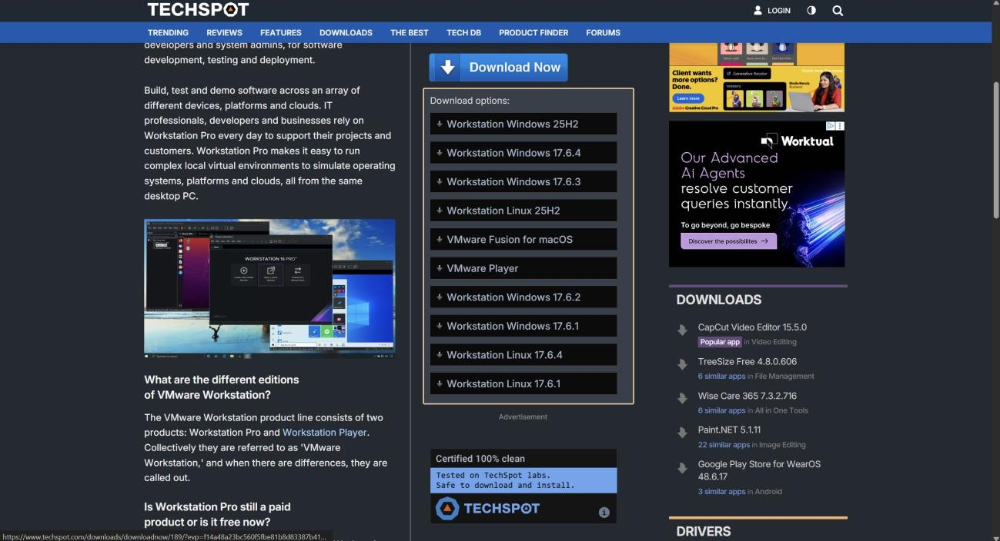 TECHSPOT
LOGIN
TRENDING
REVIEWS
FEATURES
DOWNLOADS
THE BEST
TECH DB
PRODUCT FINDER
FORUMS
developers and system admins, for software
development, testing and deployment.
Build, test and demo software across an array of
different devices, platforms and clouds. IT
professionals, developers and businesses rely on
Workstation Pro every day to support their projects and
customers. Workstation Pro makes it easy to run
complex local virtual environments to simulate operating
systems, platforms and clouds, all from the same
desktop PC.
WORKSTATION 16 PRO™
What are the different editions
of VMware Workstation?
The VMware Workstation product line consists of two
products: Workstation Pro and Workstation Player.
Collectively they are referred to as 'VMware
Workstation,' and when there are differences, they are
called out.
Is Workstation Pro still a paid
product or is it free now?
Download Now
Download options:
Workstation Windows 25H2
Workstation Windows 17.6.4
Workstation Windows 17.6.3
Workstation Linux 25H2
VMware Fusion for macOS
VMware Player
Workstation Windows 17.6.2
Workstation Windows 17.6.1
Workstation Linux 17.6.4
Workstation Linux 17.6.1
Advertisement
Certified 100% clean
Tested on TechSpot labs.
Safe to download and install.
TECHSPOT
Client wants
more options?
Done.
Learn more
Adobe Creative Cloud Pro
Generative Recolor
Worktual
Our Advanced
Ai Agents
resolve customer
queries instantly.
To go beyond, go bespoke
Discover the possibilites →
DOWNLOADS
CapCut Video Editor 15.5.0
Popular app in Video Editing
TreeSize Free 4.8.0.606
6 similar apps in File Management
Wise Care 365 7.3.2.716
6 similar apps in All in One Tools
Paint.NET 5.1.11
22 similar apps in Image Editing
Google Play Store for WearOS
48.6.17
3 similar apps in Android
DRIVERS
https://www.techspot.com/downloads/downloadnow/189/?evp=f14a48a23bc560f5fbe81b8d83387b41...